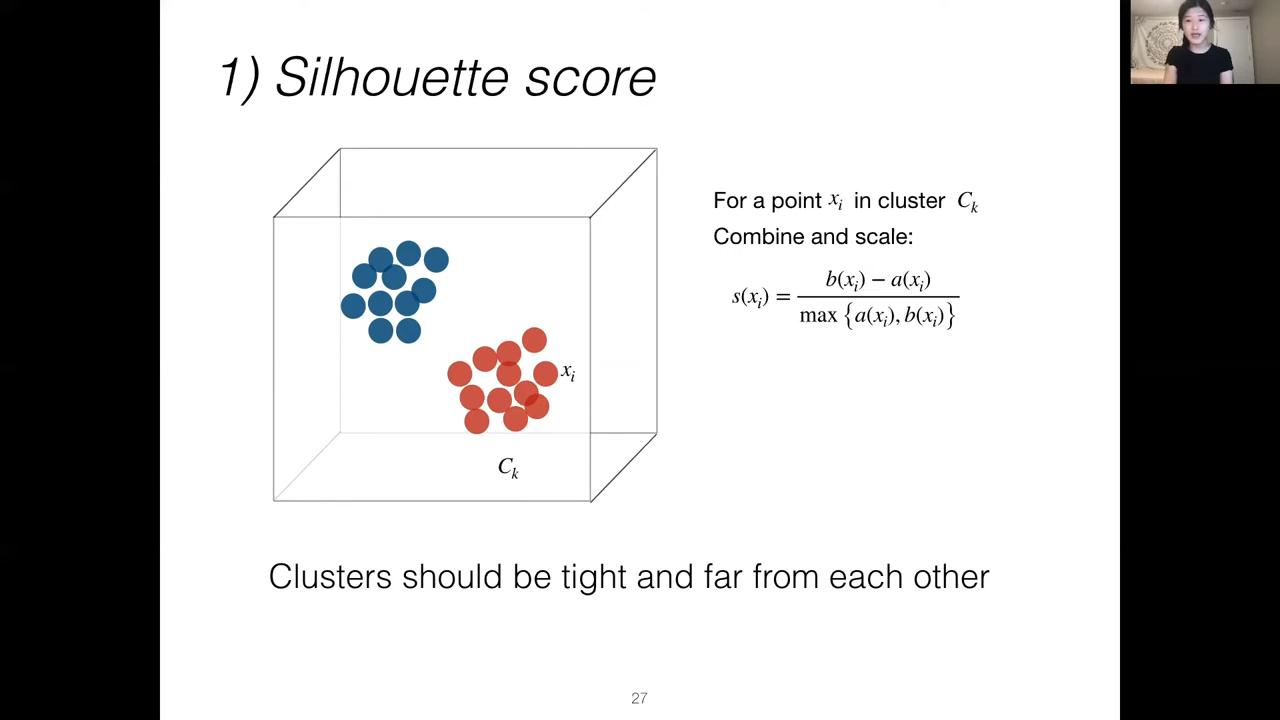 1) Silhouette score
For a point x_i in cluster C_k
Combine and scale:
s(x_i) = \frac{b(x_i) − a(x_i)}{max {a(x_i), b(x_i)}}
x_i
C_k
Clusters should be tight and far from each other
27